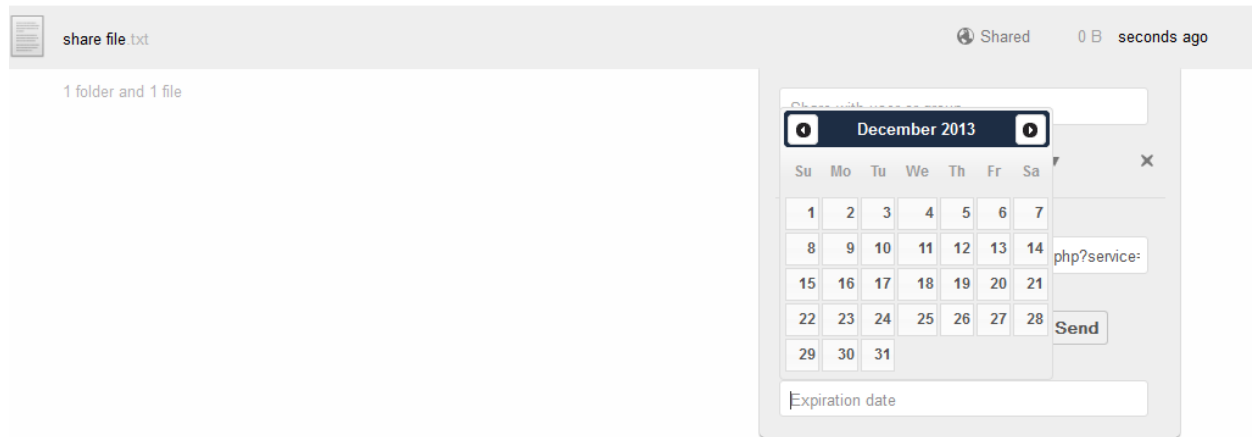 share file.txt Shared 0 B seconds ago
1 folder and 1 file
December 2013
Su Mo Tu We Th Fr Sa
1 2 3 4 5 6 7
8 9 10 11 12 13 14
php?service=
15 16 17 18 19 20 21
22 23 24 25 26 27 28
Send
29 30 31
Expiration date